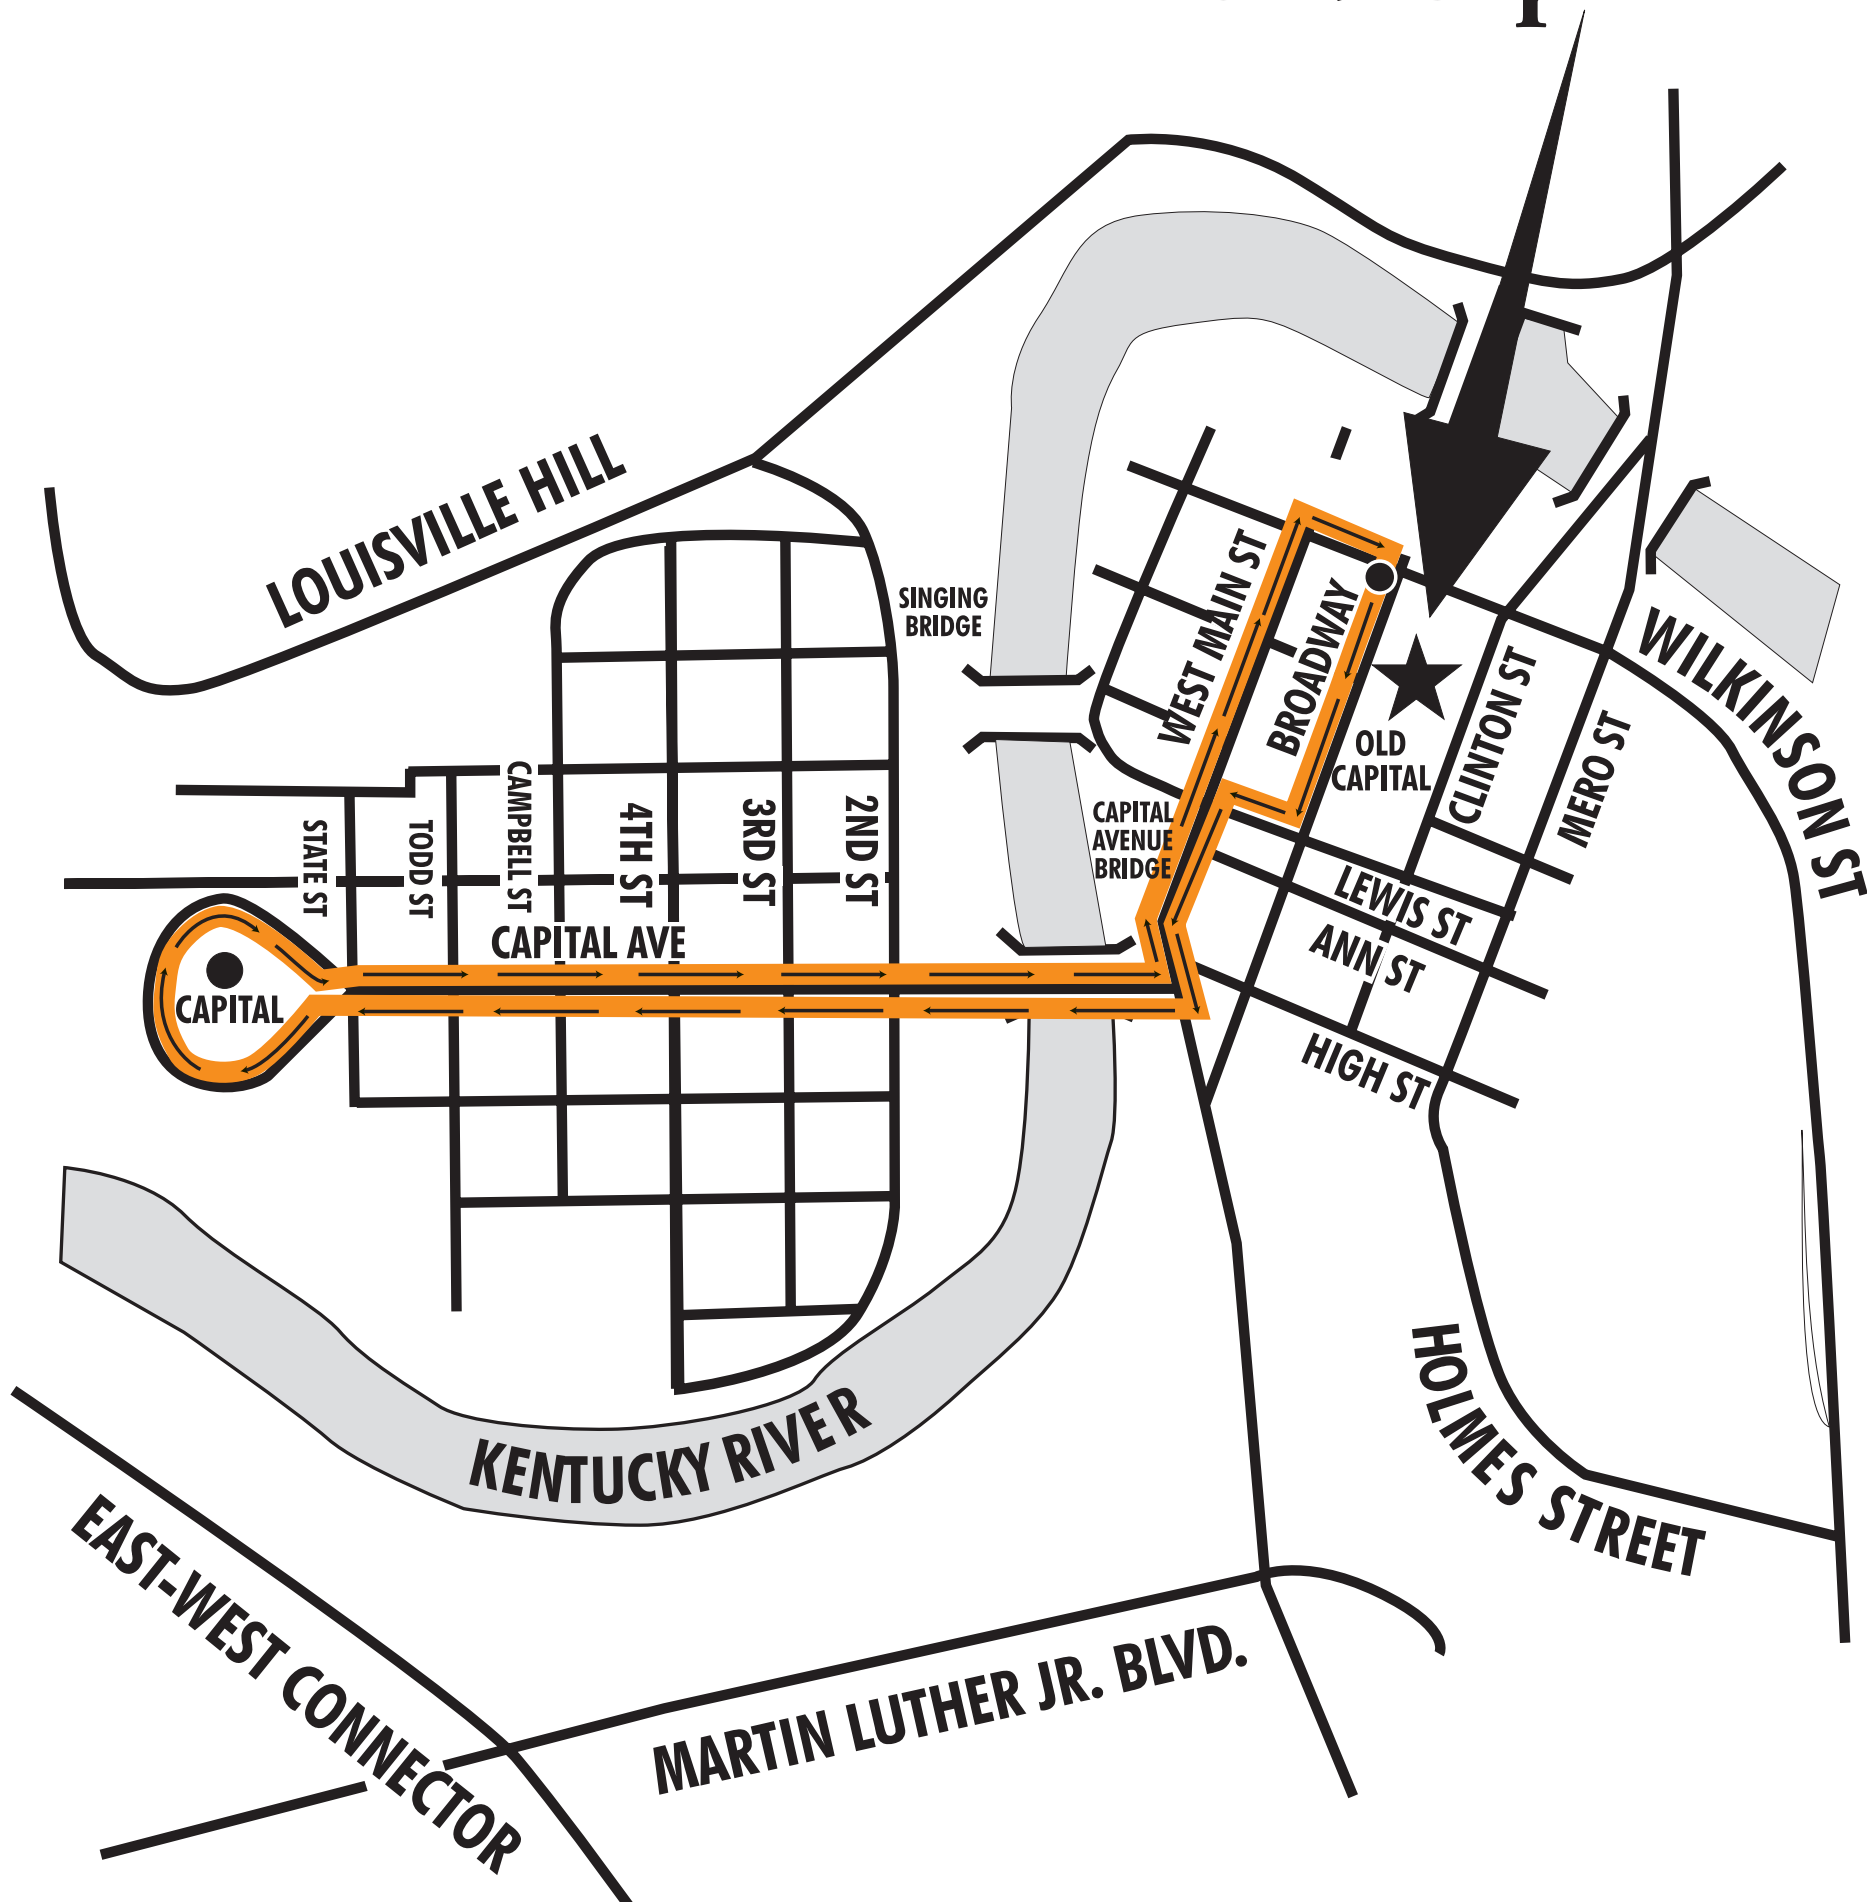 LOUISVILLE HILL
SINGING
BRIDGE
WEST MAIN ST
BROADWAY
WILKINSON ST
OLD
CAPITAL
CLINTON ST
MERO ST
CAPITAL
AVENUE
BRIDGE
STATE ST
TODD ST
CAMPBELL ST
4TH ST
3RD ST
2ND ST
LEWIS ST
ANN ST
CAPITAL AVE
CAPITAL
HIGH ST
HOLMES STREET
KENTUCKY RIVER
EAST-WEST CONNECTOR
MARTIN LUTHER JR. BLVD.